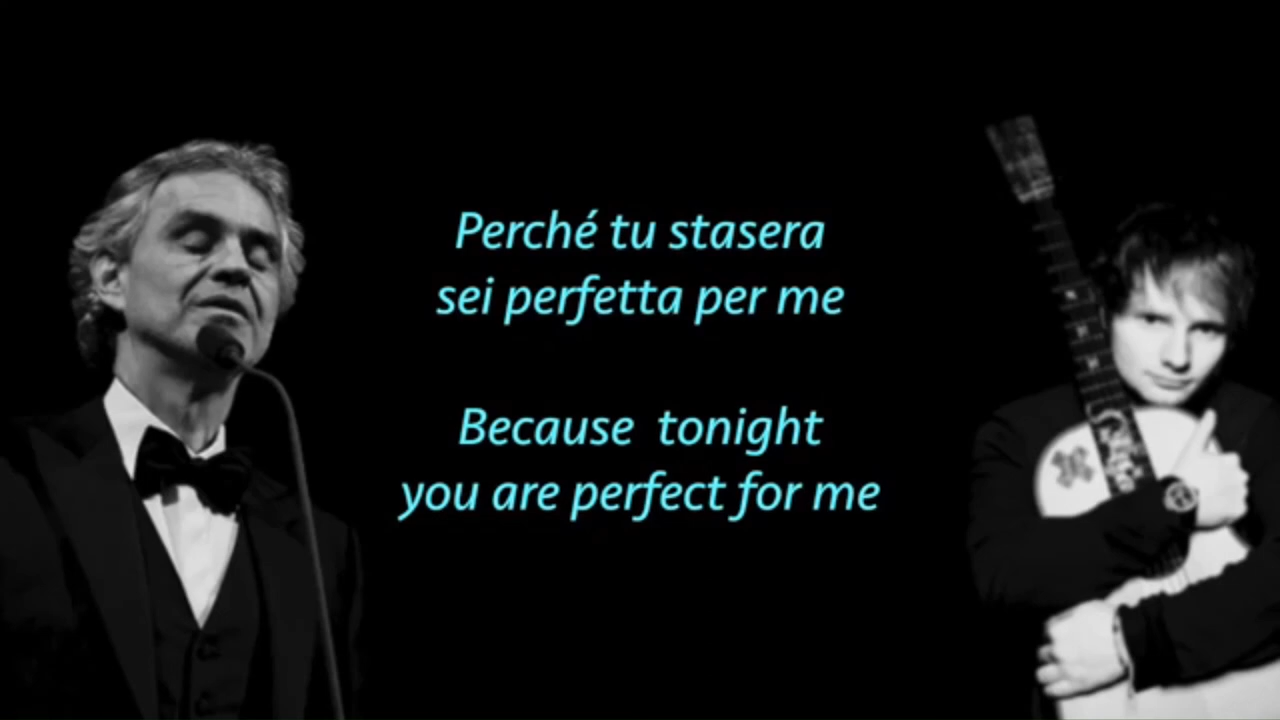 Perché tu stasera
sei perfetta per me
Because tonight
you are perfect for me